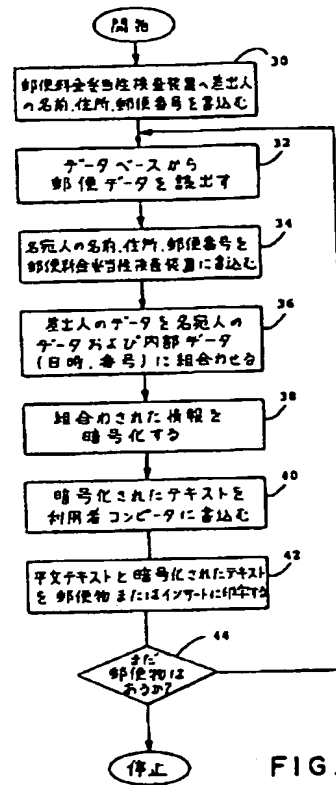 開始
30
郵便料金妥当性検査装置へ差出人
の名前、住所、郵便番号を書込む
32
データベースから
郵便データを読出す
34
名宛人の名前、住所、郵便番号を
郵便料金妥当性検査装置に書込む
36
差出人のデータを名宛人の
データおよび内部データ
(日時、番号)に組合わせる
38
組合わされた情報を
暗号化する
40
暗号化されたテキストを
利用者コンピータに書込む
42
平文テキストと暗号化されたテキスト
を郵便物またはインサートに印字する
44
まだ
郵便物は
あるか?
停止
FIG.